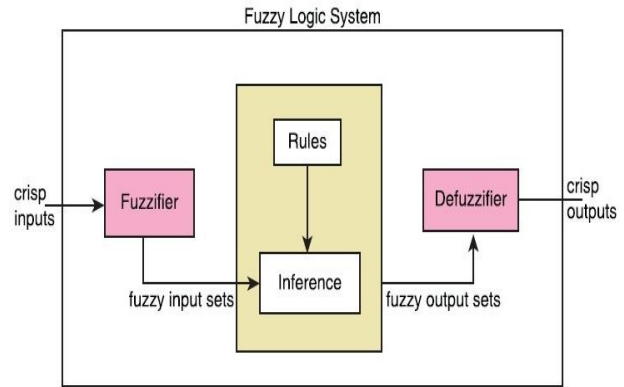 Fuzzy Logic System
Rules
crisp
inputs
Fuzzifier
Defuzzifier
crisp
outputs
Inference
fuzzy input sets
fuzzy output sets